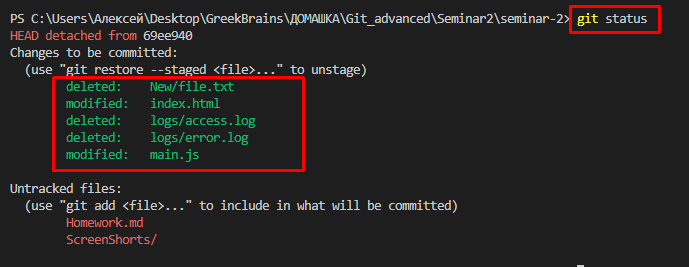 PS C:\Users\Алексей\Desktop\GreekBrains\ДОМАШКА\Git_advanced\Seminar2\seminar-2> git status
HEAD detached from 69ee940
Changes to be committed:
  (use "git restore --staged <file>..." to unstage)
        deleted:    New/file.txt
        modified:   index.html
        deleted:    logs/access.log
        deleted:    logs/error.log
        modified:   main.js

Untracked files:
  (use "git add <file>..." to include in what will be committed)
        Homework.md
        ScreenShorts/